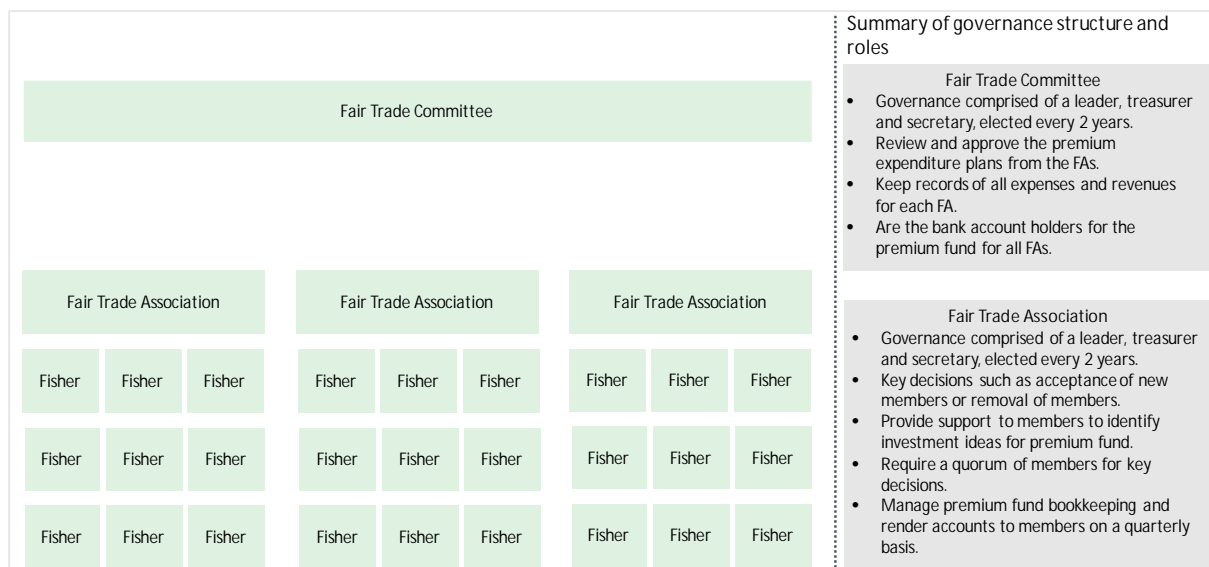 Summary of governance structure and
roles
Fair Trade Committee
Fair Trade Committee
• Governance comprised of a leader, treasurer
and secretary, elected every 2 years.
• Review and approve the premium
expenditure plans from the FAs.
• Keep records of all expenses and revenues
for each FA.
• Are the bank account holders for the
premium fund for all FAs.
Fair Trade Association Fair Trade Association Fair Trade Association
Fisher Fisher Fisher Fisher Fisher Fisher Fisher Fisher Fisher
Fisher Fisher Fisher Fisher Fisher Fisher Fisher Fisher Fisher
Fisher Fisher Fisher Fisher Fisher Fisher Fisher Fisher Fisher
Fair Trade Association
• Governance comprised of a leader, treasurer
and secretary, elected every 2 years.
• Key decisions such as acceptance of new
members or removal of members.
• Provide support to members to identify
investment ideas for premium fund.
• Require a quorum of members for key
decisions.
• Manage premium fund bookkeeping and
render accounts to members on a quarterly
basis.